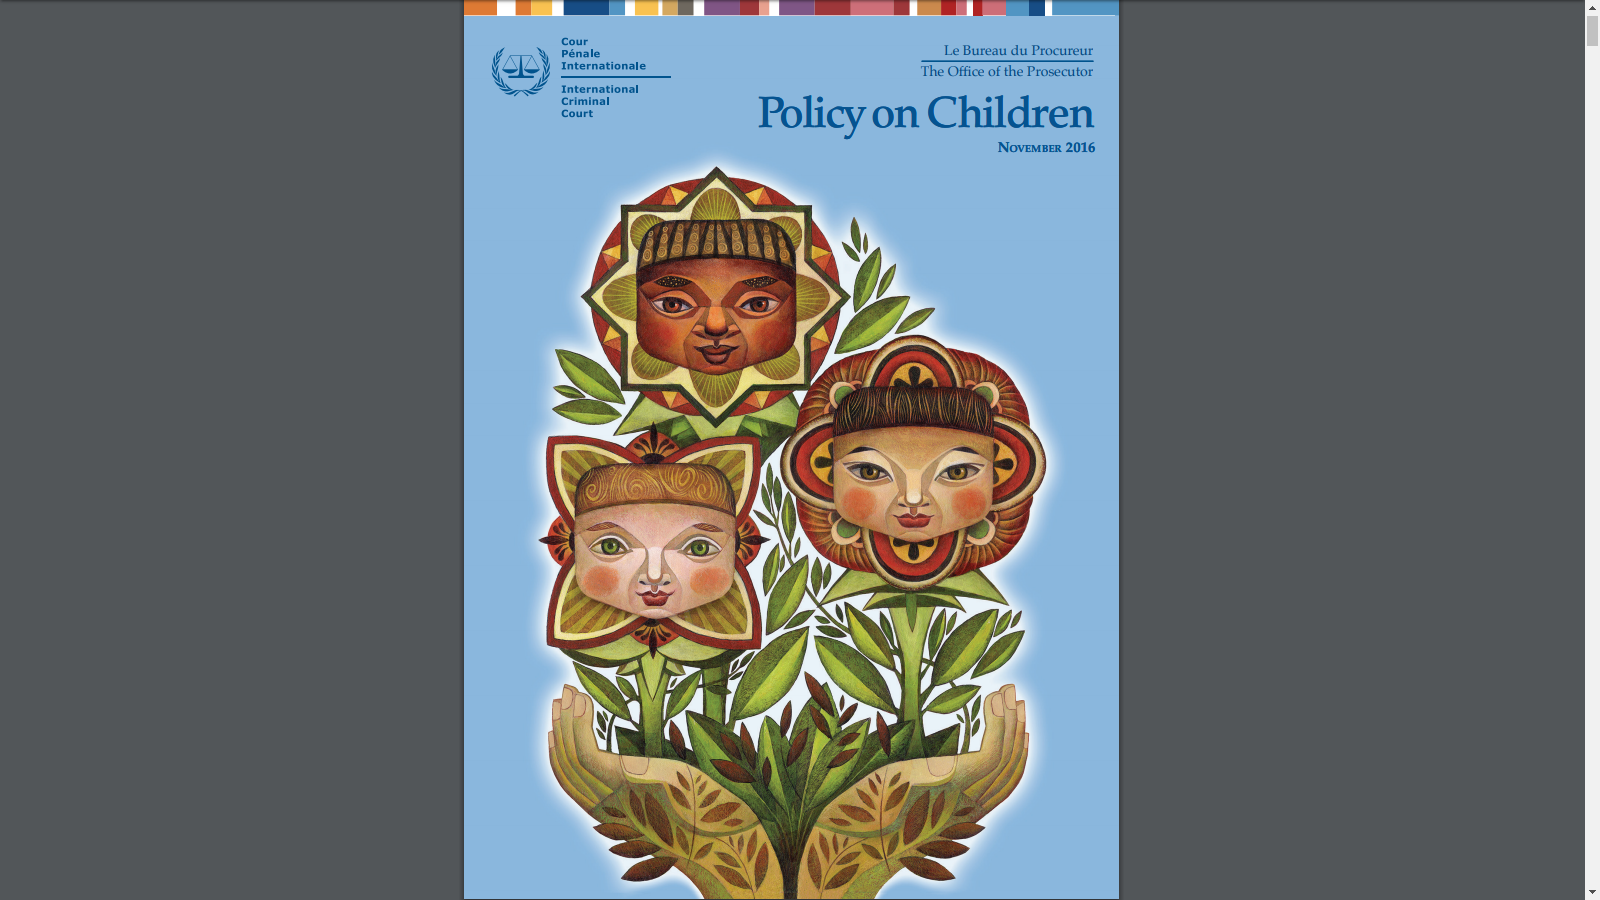 Cour
Pénale
Internationale
International
Criminal
Court
Le Bureau du Procureur
The Office of the Prosecutor
Policy on Children
November 2016